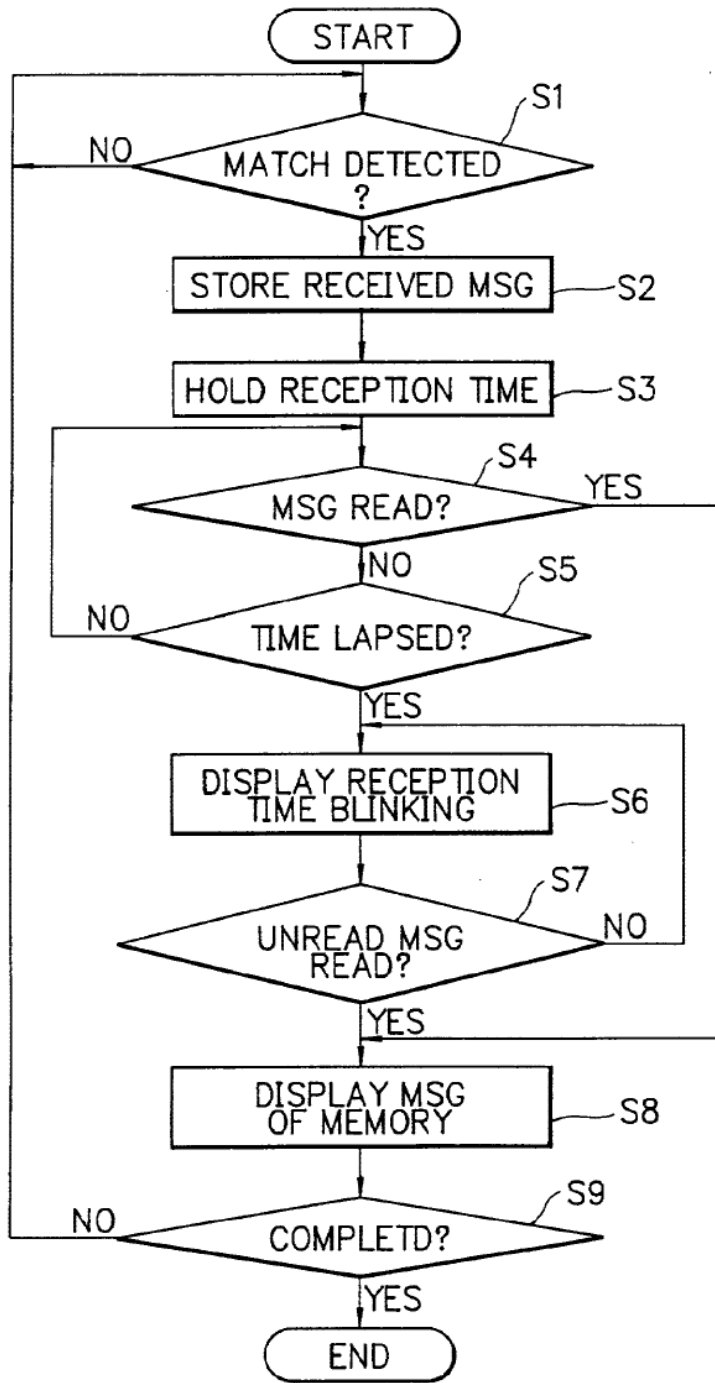 START
S1
NO
MATCH DETECTED
?
YES
STORE RECEIVED MSG
S2
HOLD RECEPTION TIME
S3
S4
MSG READ?
YES
NO
S5
NO
TIME LAPSED?
YES
DISPLAY RECEPTION
TIME BLINKING
S6
S7
UNREAD MSG
READ?
NO
YES
DISPLAY MSG
OF MEMORY
S8
S9
NO
COMPLETD?
YES
END